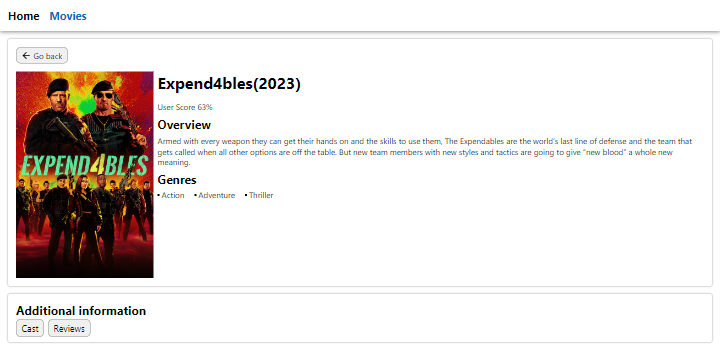 Home Movies
← Go back
EXPEND4BLES
Expend4bles(2023)
User Score 63%
Overview
Armed with every weapon they can get their hands on and the skills to use them, The Expendables are the world's last line of defense and the team that
gets called when all other options are off the table. But new team members with new styles and tactics are going to give “new blood” a whole new
meaning.
Genres
• Action • Adventure • Thriller
Additional information
Cast Reviews